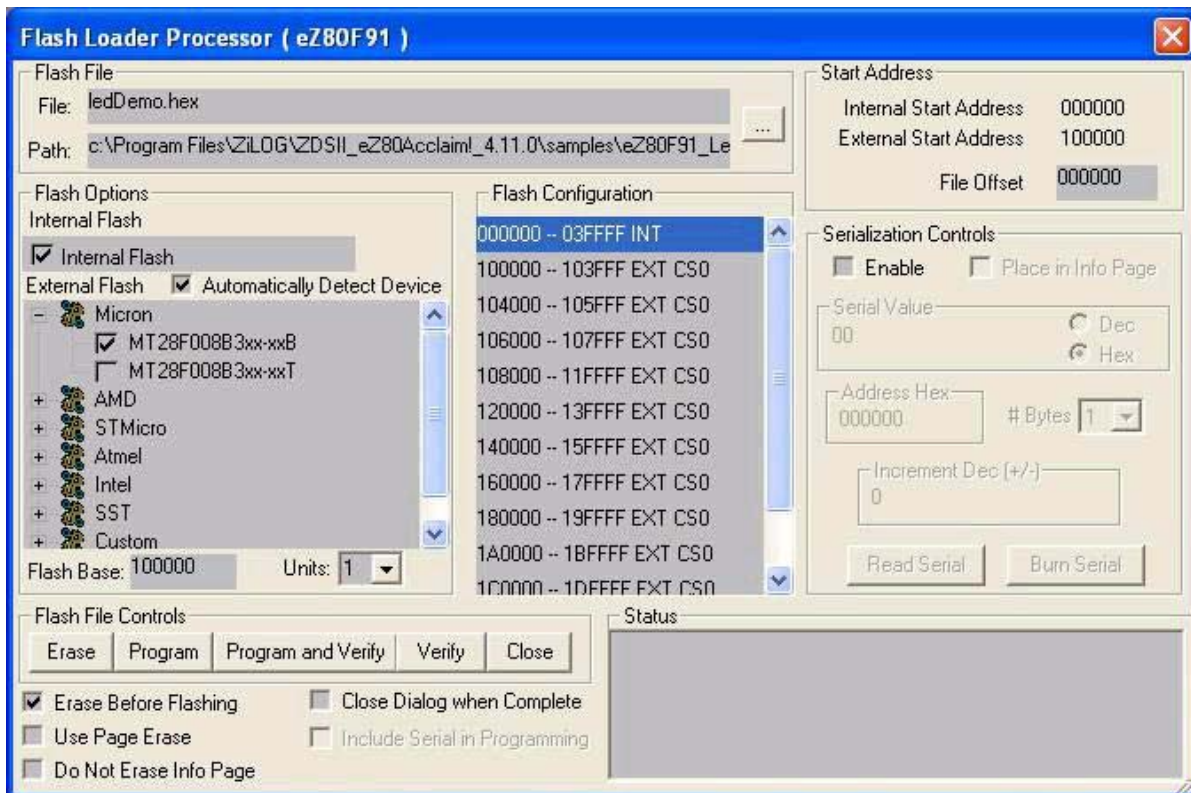 Flash Loader Processor ( eZ80F91 )
Flash File
File: ledDemo.hex
Path: c:\Program Files\ZiLOG\ZDSII_eZ80Acclaim!_4.11.0\samples\eZ80F91_Le
...
Start Address
Internal Start Address 000000
External Start Address 100000
File Offset 000000
Flash Options
Internal Flash
Internal Flash
External Flash Automatically Detect Device
Micron
MT28F008B3xx-xxB
MT28F008B3xx-xxT
AMD
STMicro
Atmel
Intel
SST
Custom
Flash Base: 100000 Units: 1
Flash Configuration
000000 -- 03FFFF INT
100000 -- 103FFF EXT CS0
104000 -- 105FFF EXT CS0
106000 -- 107FFF EXT CS0
108000 -- 11FFFF EXT CS0
120000 -- 13FFFF EXT CS0
140000 -- 15FFFF EXT CS0
160000 -- 17FFFF EXT CS0
180000 -- 19FFFF EXT CS0
1A0000 -- 1BFFFF EXT CS0
1C0000 -- 1DFFFF EXT CS0
Serialization Controls
Enable Place in Info Page
Serial Value
00
Dec
Hex
Address Hex
000000
# Bytes 1
Increment Dec (+/-)
0
Read Serial Burn Serial
Flash File Controls
Erase Program Program and Verify Verify Close
Erase Before Flashing Close Dialog when Complete
Use Page Erase Include Serial in Programming
Do Not Erase Info Page
Status